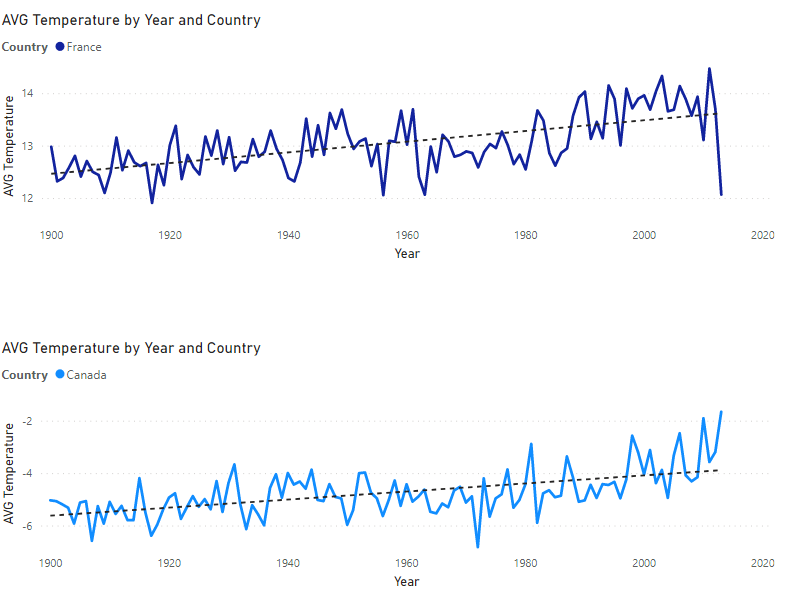 AVG Temperature by Year and Country
Country France
14
13
12
AVG Temperature
1900 1920 1940 1960 1980 2000 2020
Year
AVG Temperature by Year and Country
Country Canada
-2
-4
-6
AVG Temperature
1900 1920 1940 1960 1980 2000 2020
Year